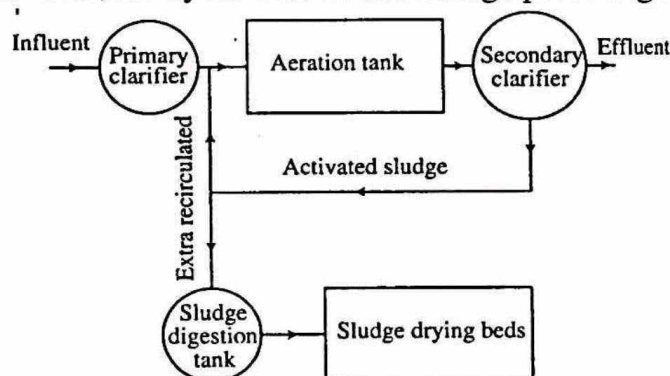 Influent
Primary
clarifier
Aeration tank
Secondary
clarifier
Effluent
Extra recirculated
Activated sludge
Sludge
digestion
tank
Sludge drying beds